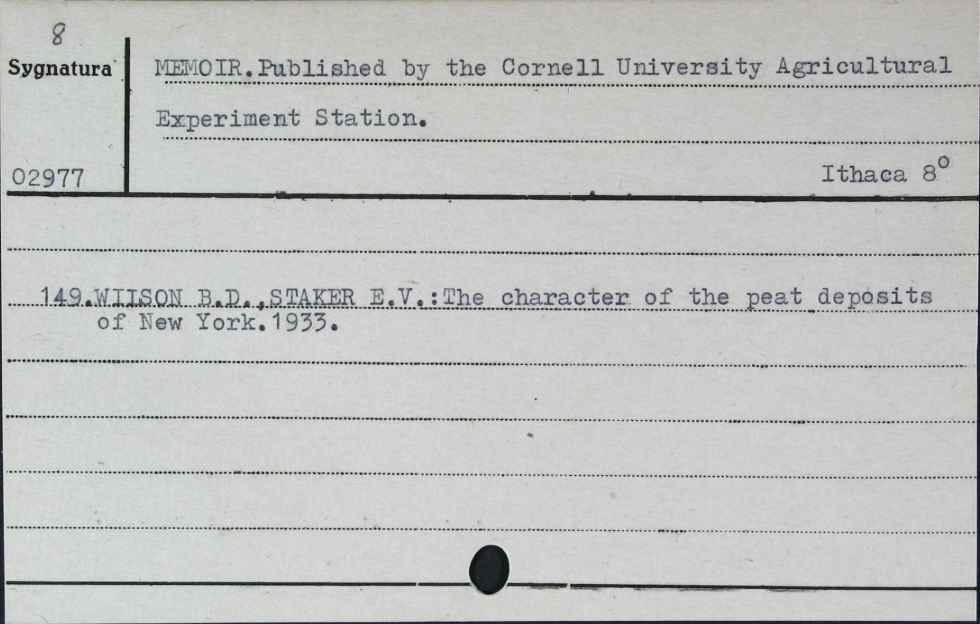 8
Sygnatura
MEMOIR.Published by the Cornell University Agricultural
Experiment Station.
02977
Ithaca 8°
149.WIISON B.D.,STAKER E.V.:The character of the peat deposits
of New York.1933.